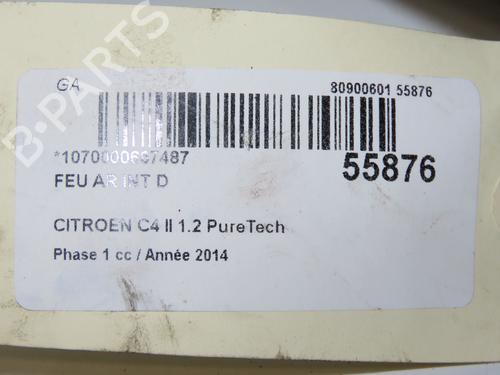 GA
80900601 55876
55876
FEU AR INT D
CITROEN C4 II 1.2 PureTech
Phase 1 cc / Année 2014
B-PARTS